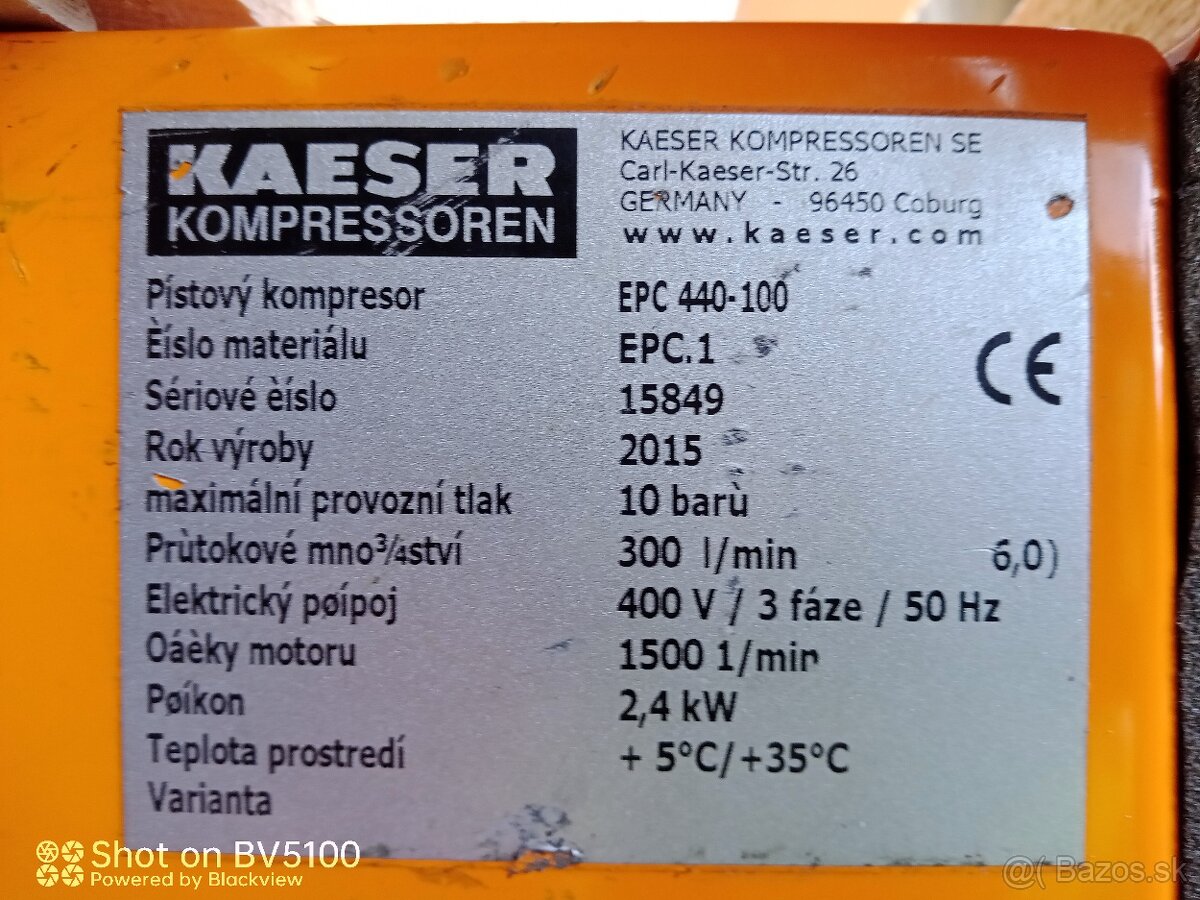 KAESER
KOMPRESSOREN
KAESER KOMPRESSOREN SE
Carl-Kaeser-Str. 26
GERMANY - 96450 Coburg
www.kaeser.com
Pístový kompresor EPC 440-100
Èíslo materiálu EPC.1
CE
Sériové èíslo 15849
Rok výroby 2015
maximální provozní tlak 10 barù
Prùtokové mno¾ství 300 l/min 6,0)
Elektrický pøípoj 400 V / 3 fáze / 50 Hz
Oáèky motoru 1500 1/min
Pøíkon 2,4 kW
Teplota prostredí + 5°C/+35°C
Varianta
Shot on BV5100
Powered by Blackview
@( Bazos.sk